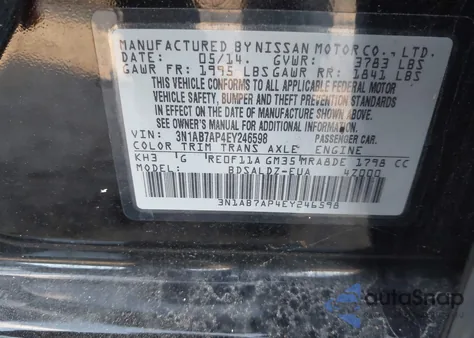 MANUFACTURED BY NISSAN MOTOR CO., LTD.
DATE: 05/14. GVWR: 3783 LBS
GAWR FR: 1995 LBS GAWR RR: 1841 LBS
THIS VEHICLE CONFORMS TO ALL APPLICABLE FEDERAL MOTOR
VEHICLE SAFETY, BUMPER AND THEFT PREVENTION STANDARDS
IN EFFECT ON THE DATE OF MANUFACTURE SHOWN ABOVE.
SEE OWNER'S MANUAL FOR ADDITIONAL INFORMATION.
VIN: 3N1AB7AP4EY246598 PASSENGER CAR.
COLOR TRIM TRANS AXLE ENGINE
KH3 G RE0F11A GM35 MRA8DE 1798 CC
BDSALDZ-EUA 4Z000
3N1AB7AP4EY246598
autoSnap